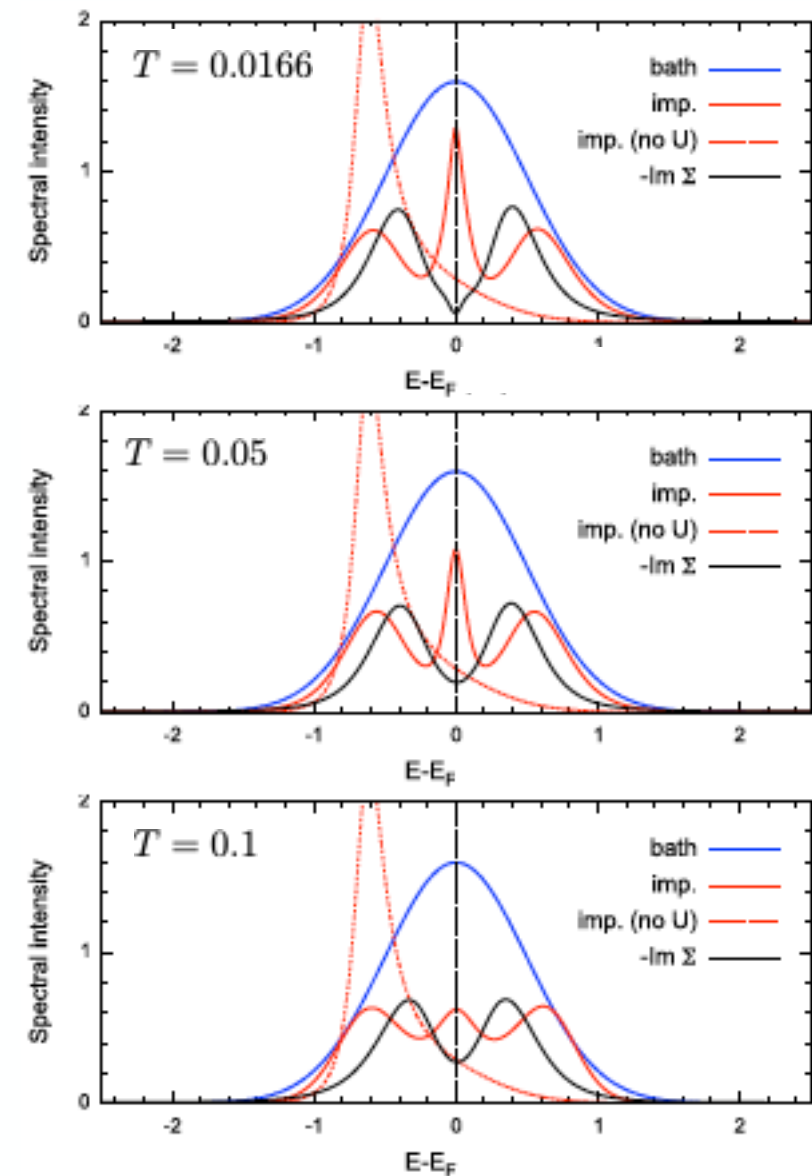 2
T = 0.0166
bath
imp.
imp. (no U)
-Im Σ
Spectral intensity
1
0
-2 -1 0 1 2
E-E_F
2
T = 0.05
bath
imp.
imp. (no U)
-Im Σ
Spectral intensity
1
0
-2 -1 0 1 2
E-E_F
2
T = 0.1
bath
imp.
imp. (no U)
-Im Σ
Spectral intensity
1
0
-2 -1 0 1 2
E-E_F